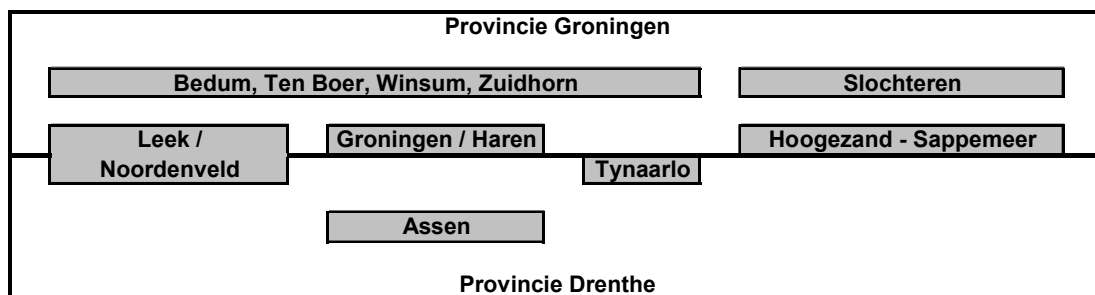 Provincie Groningen
Bedum, Ten Boer, Winsum, Zuidhorn
Slochteren
Leek /
Noordenveld
Groningen / Haren
Hoogezand - Sappemeer
Tynaarlo
Assen
Provincie Drenthe